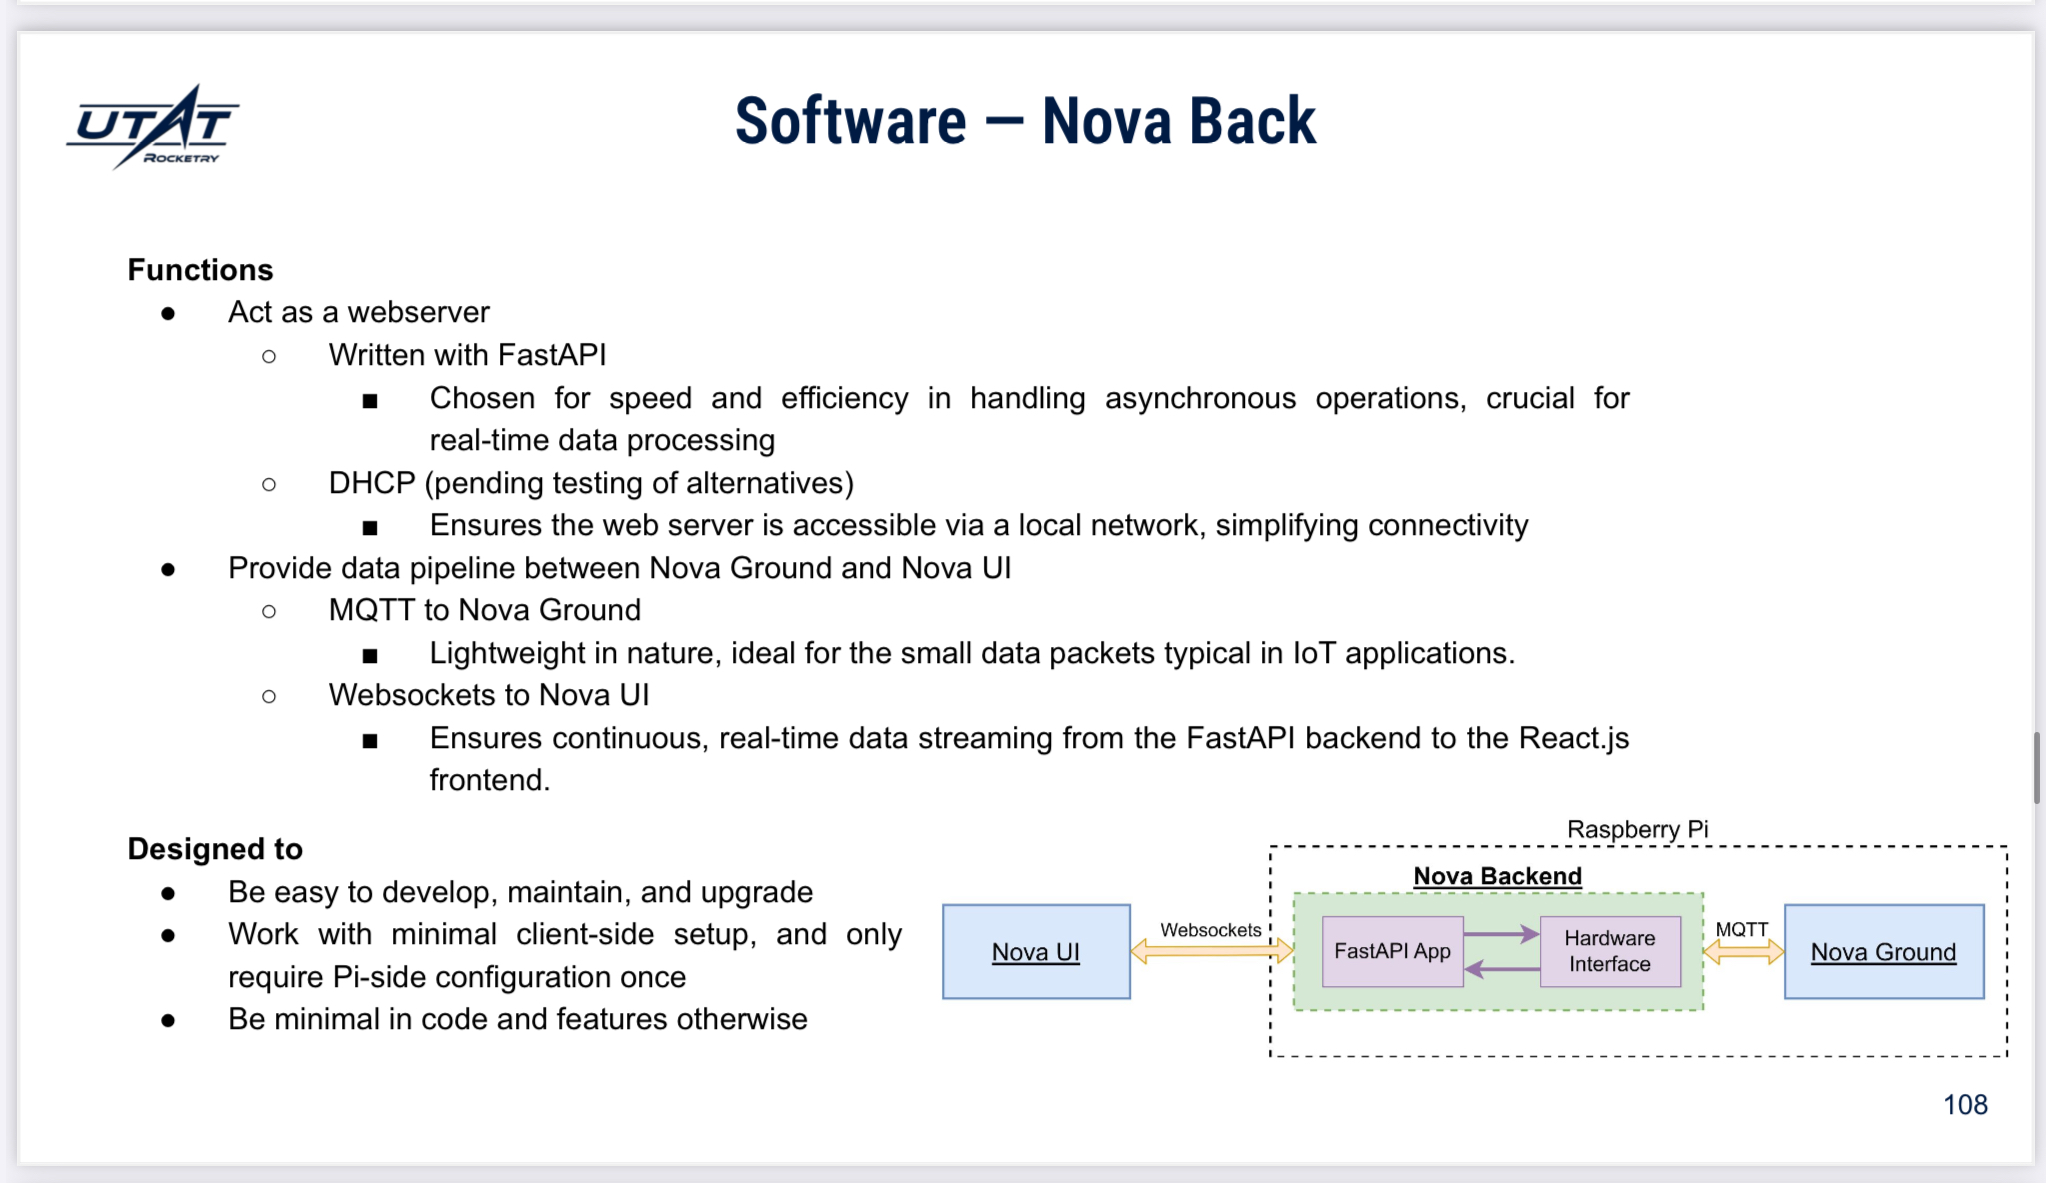 UTAT
ROCKETRY
Software — Nova Back
Functions
● Act as a webserver
○ Written with FastAPI
■ Chosen for speed and efficiency in handling asynchronous operations, crucial for
real-time data processing
○ DHCP (pending testing of alternatives)
■ Ensures the web server is accessible via a local network, simplifying connectivity
● Provide data pipeline between Nova Ground and Nova UI
○ MQTT to Nova Ground
■ Lightweight in nature, ideal for the small data packets typical in IoT applications.
○ Websockets to Nova UI
■ Ensures continuous, real-time data streaming from the FastAPI backend to the React.js
frontend.
Designed to
● Be easy to develop, maintain, and upgrade
● Work with minimal client-side setup, and only
require Pi-side configuration once
● Be minimal in code and features otherwise
Raspberry Pi
Nova Backend
Nova UI
Websockets
FastAPI App
Hardware
Interface
MQTT
Nova Ground
108